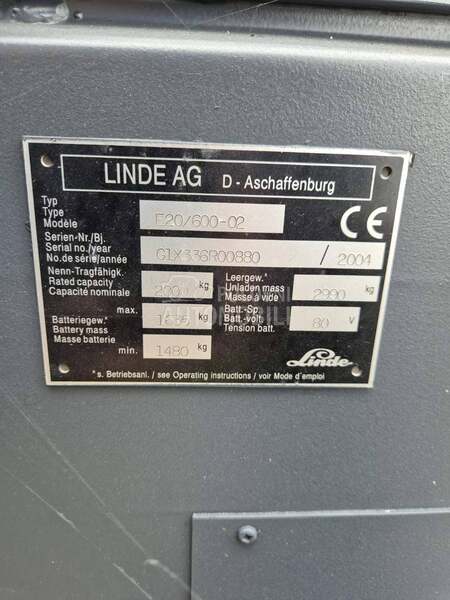 LINDE AG D - Aschaffenburg
Typ
Type
Modèle
E20/600-02
CE
Serien-Nr./Bj.
Serial no./year
No. de série/année
G1X336R00880 / 2004
Nenn-Tragfähigk.
Rated capacity
Capacité nominale
kg
Leergew.*
Unladen mass
Masse à vide
2990 kg
Batteriegew.*
Battery mass
Masse batterie
max.
kg
min.
1480 kg
Batt.-Sp.
Batt.-volt.
Tension batt.
80 V
Linde
* s. Betriebsanl. / see Operating instructions / voir Mode d'emploi